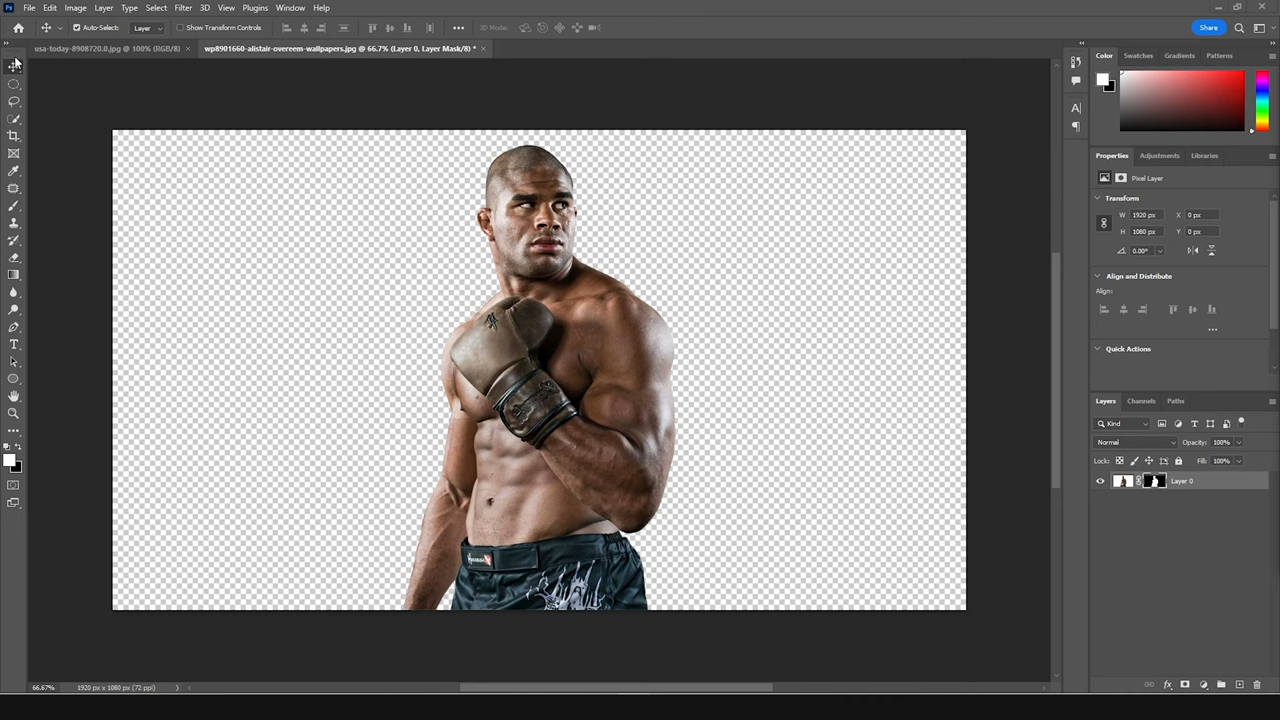 Ps File Edit Image Layer Type Select Filter 3D View Plugins Window Help
Auto-Select: Layer Show Transform Controls 3D Mode: Share
usa-today-8908720.0.jpg @ 100% (RGB/8) × wp8901660-alistair-overeem-wallpapers.jpg @ 66.7% (Layer 0, Layer Mask/8) * ×
Color Swatches Gradients Patterns
Properties Adjustments Libraries
Pixel Layer
Transform
W 1920 px X 0 px
H 1080 px Y 0 px
0.00°
Align and Distribute
Align:
Quick Actions
Layers Channels Paths
Kind
Normal Opacity: 100%
Lock: Fill: 100%
Layer 0
66.67% 1920 px x 1080 px (72 ppi)